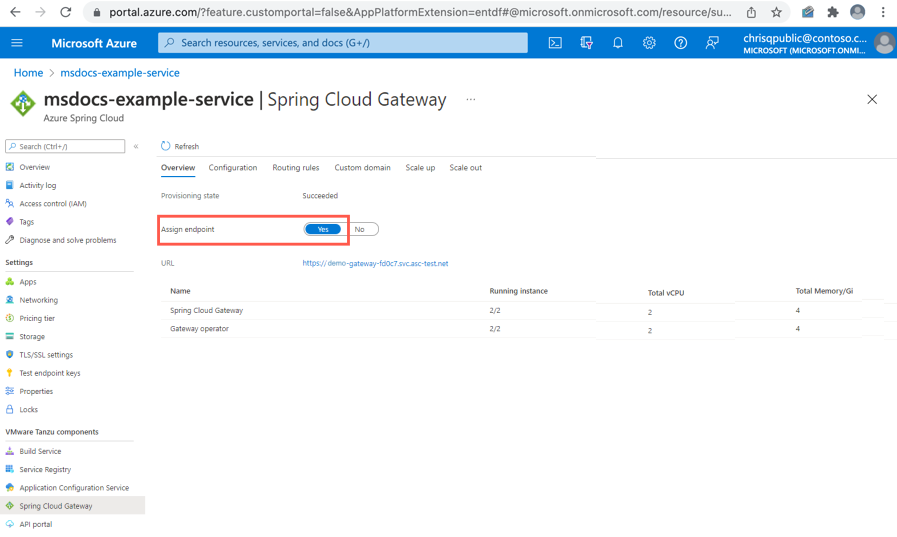 portal.azure.com/?feature.customportal=false&AppPlatformExtension=entdf#@microsoft.onmicrosoft.com/resource/su...
Microsoft Azure
Search resources, services, and docs (G+/)
chrisqpublic@contoso.c...
MICROSOFT (MICROSOFT.ONMI...
Home > msdocs-example-service
msdocs-example-service | Spring Cloud Gateway ...
Azure Spring Cloud
Search (Ctrl+/)
«
Overview
Activity log
Access control (IAM)
Tags
Diagnose and solve problems
Settings
Apps
Networking
Pricing tier
Storage
TLS/SSL settings
Test endpoint keys
Properties
Locks
VMware Tanzu components
Build Service
Service Registry
Application Configuration Service
Spring Cloud Gateway
API portal
Refresh
Overview Configuration Routing rules Custom domain Scale up Scale out
Provisioning state Succeeded
Assign endpoint Yes No
URL https://demo-gateway-fd0c7.svc.asc-test.net
Name Running instance Total vCPU Total Memory/Gi
Spring Cloud Gateway 2/2 2 4
Gateway operator 2/2 2 4